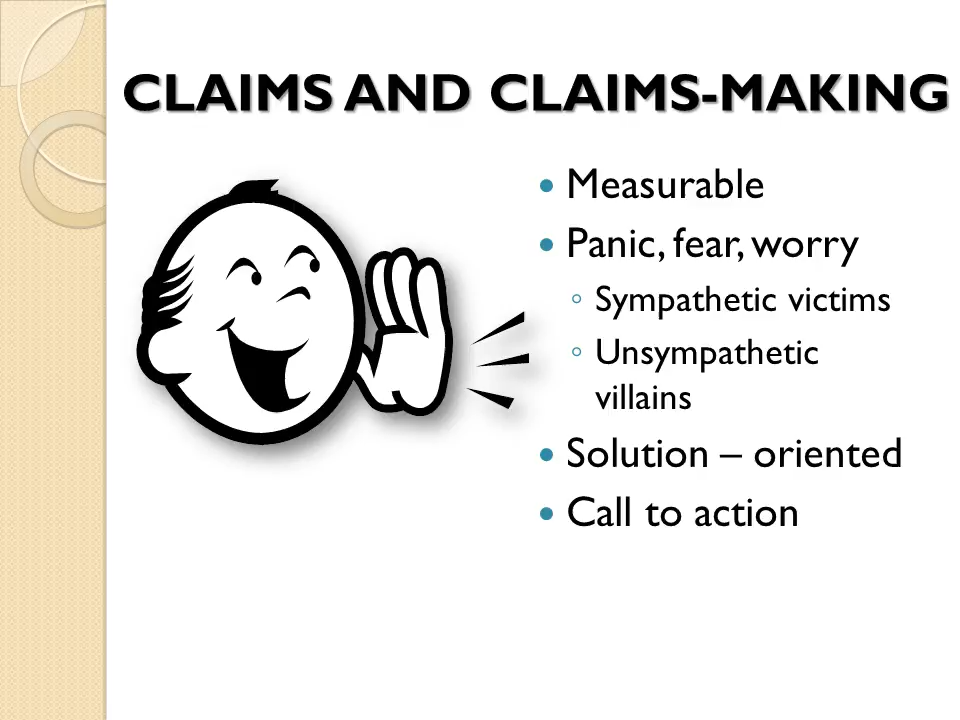 CLAIMS AND CLAIMS-MAKING
• Measurable
• Panic, fear, worry
◦ Sympathetic victims
◦ Unsympathetic
villains
• Solution – oriented
• Call to action